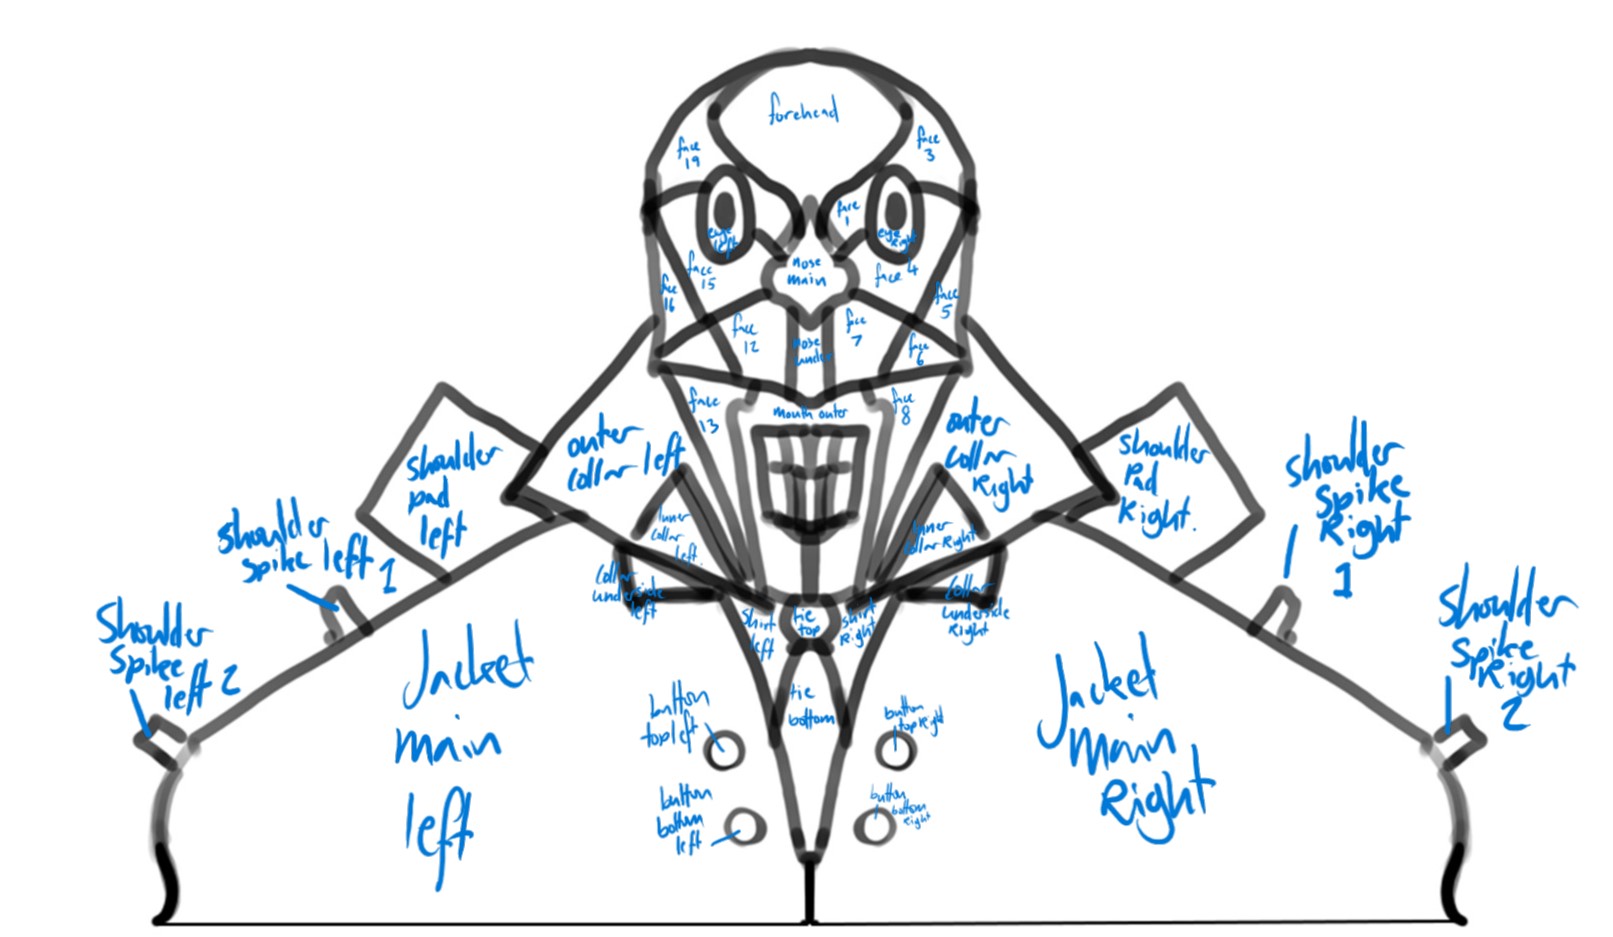 forehead
face
19
face
3
face
1
eye
left
eye
Right
nose
main
face
15
face 4
face
16
face
5
face
12
face
7
nose
under
face
6
face
13
mouth outer
face
8
outer
collar left
outer
collar
Right
shoulder
pad
left
shoulder
Pad
Right.
shoulder
spike left 1
shoulder
spike
Right
1
inner
collar
left.
inner
collar Right
collar
underside
left
collar
underside
Right
Shoulder
Spike
left 2
Shoulder
Spike
Right
2
shirt
left
tie
top
shirt
Right
Jacket
main
left
Jacket
main
Right
tie
bottom
button
top left
button
top Right
button
bottom
left
button
bottom
right